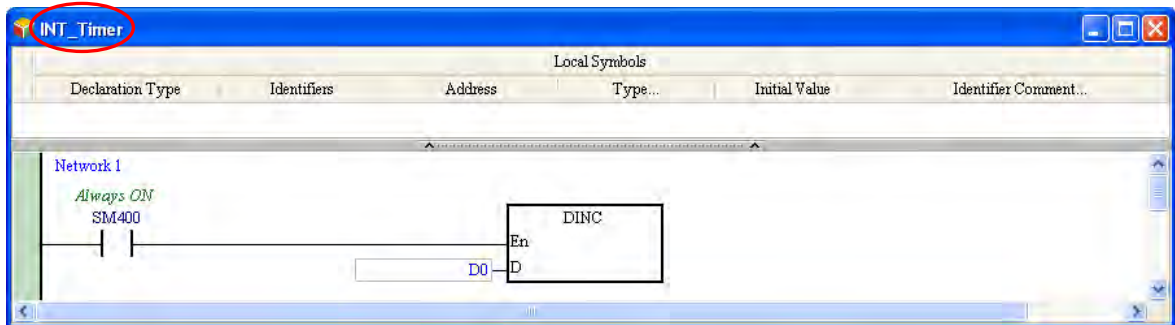 INT_Timer
Local Symbols
Declaration Type Identifiers Address Type... Initial Value Identifier Comment...
Network 1
Always ON
SM400
DINC
En
D0 D